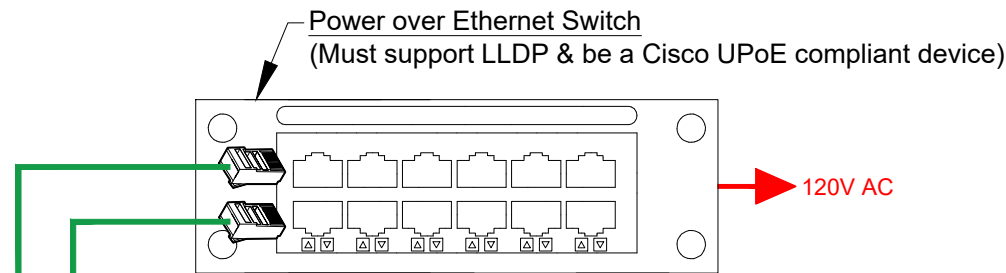 Power over Ethernet Switch
(Must support LLDP & be a Cisco UPoE compliant device)
120V AC